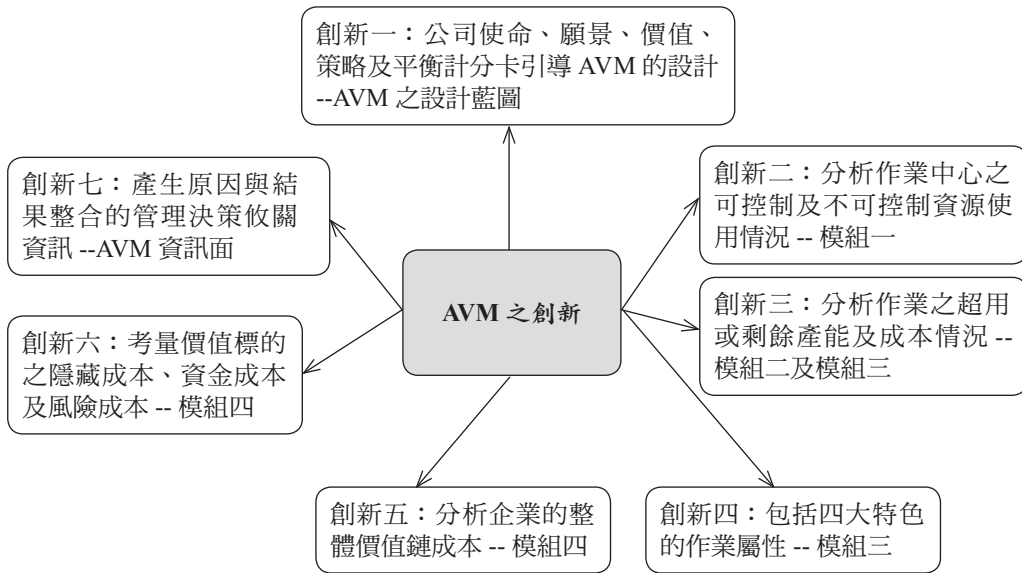 創新一：公司使命、願景、價值、
策略及平衡計分卡引導 AVM 的設計
--AVM 之設計藍圖
創新二：分析作業中心之
可控制及不可控制資源使
用情況 -- 模組一
創新三：分析作業之超用
或剩餘產能及成本情況 --
模組二及模組三
創新四：包括四大特色
的作業屬性 -- 模組三
創新五：分析企業的整
體價值鏈成本 -- 模組四
創新六：考量價值標的
之隱藏成本、資金成本
及風險成本 -- 模組四
創新七：產生原因與結
果整合的管理決策攸關
資訊 --AVM 資訊面
AVM 之創新